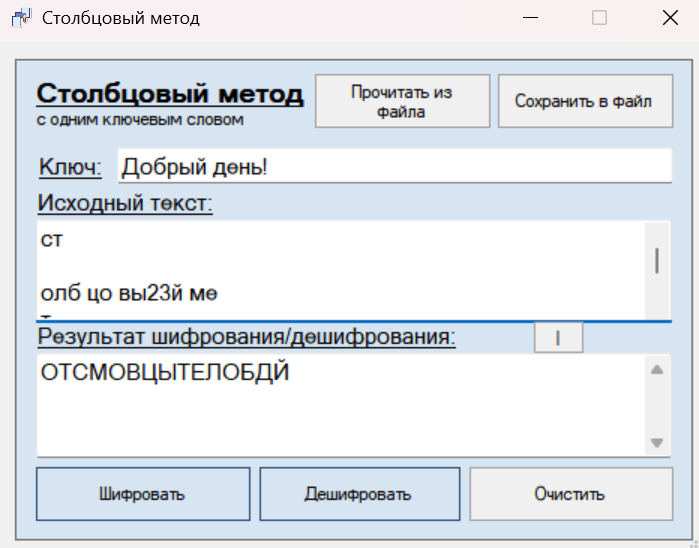 Столбцовый метод
Столбцовый метод
с одним ключевым словом
Прочитать из
файла
Сохранить в файл
Ключ:
Добрый день!
Исходный текст:
ст
олб цо вы23й ме
Результат шифрования/дешифрования:
ОТСМОВЦЫТЕЛОБДЙ
Шифровать
Дешифровать
Очистить